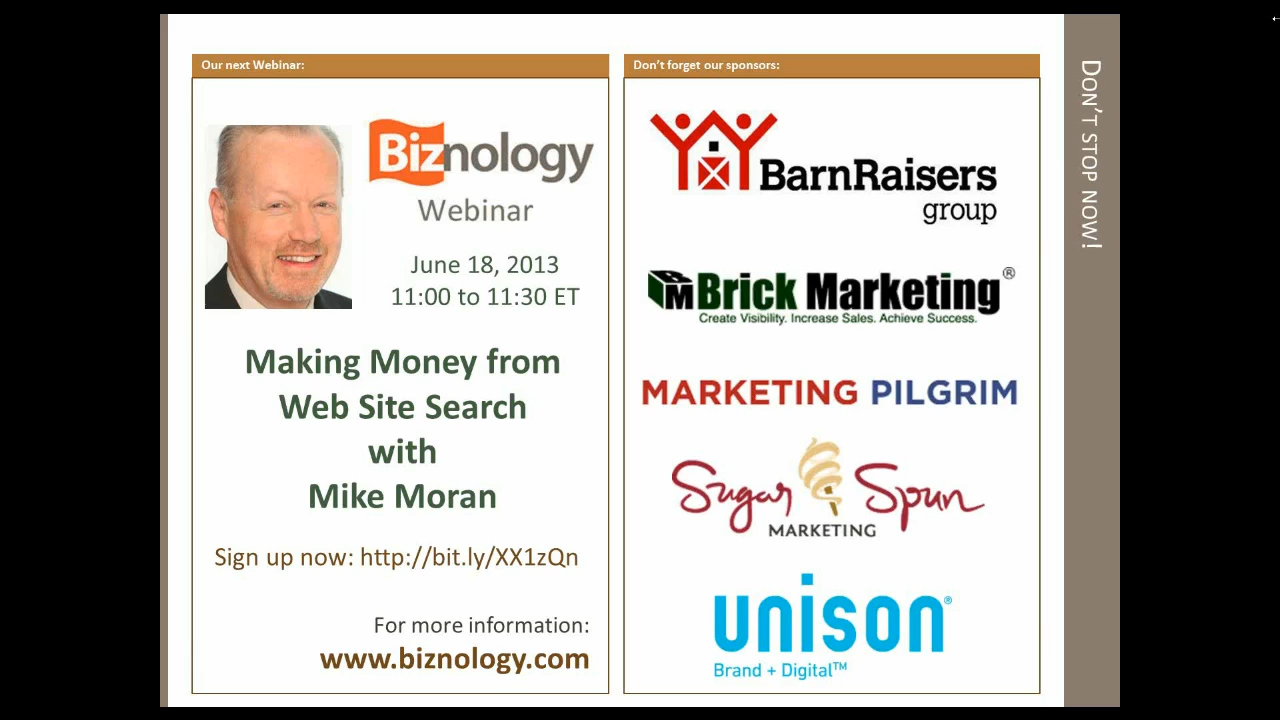 Our next Webinar:
Biznology
Webinar
June 18, 2013
11:00 to 11:30 ET
Making Money from
Web Site Search
with
Mike Moran
Sign up now: http://bit.ly/XX1zQn
For more information:
www.biznology.com
Don't forget our sponsors:
BarnRaisers
group
BM Brick Marketing®
Create Visibility. Increase Sales. Achieve Success.
MARKETING PILGRIM
Sugar Spun
MARKETING
unison®
Brand + Digital™
DON'T STOP NOW!